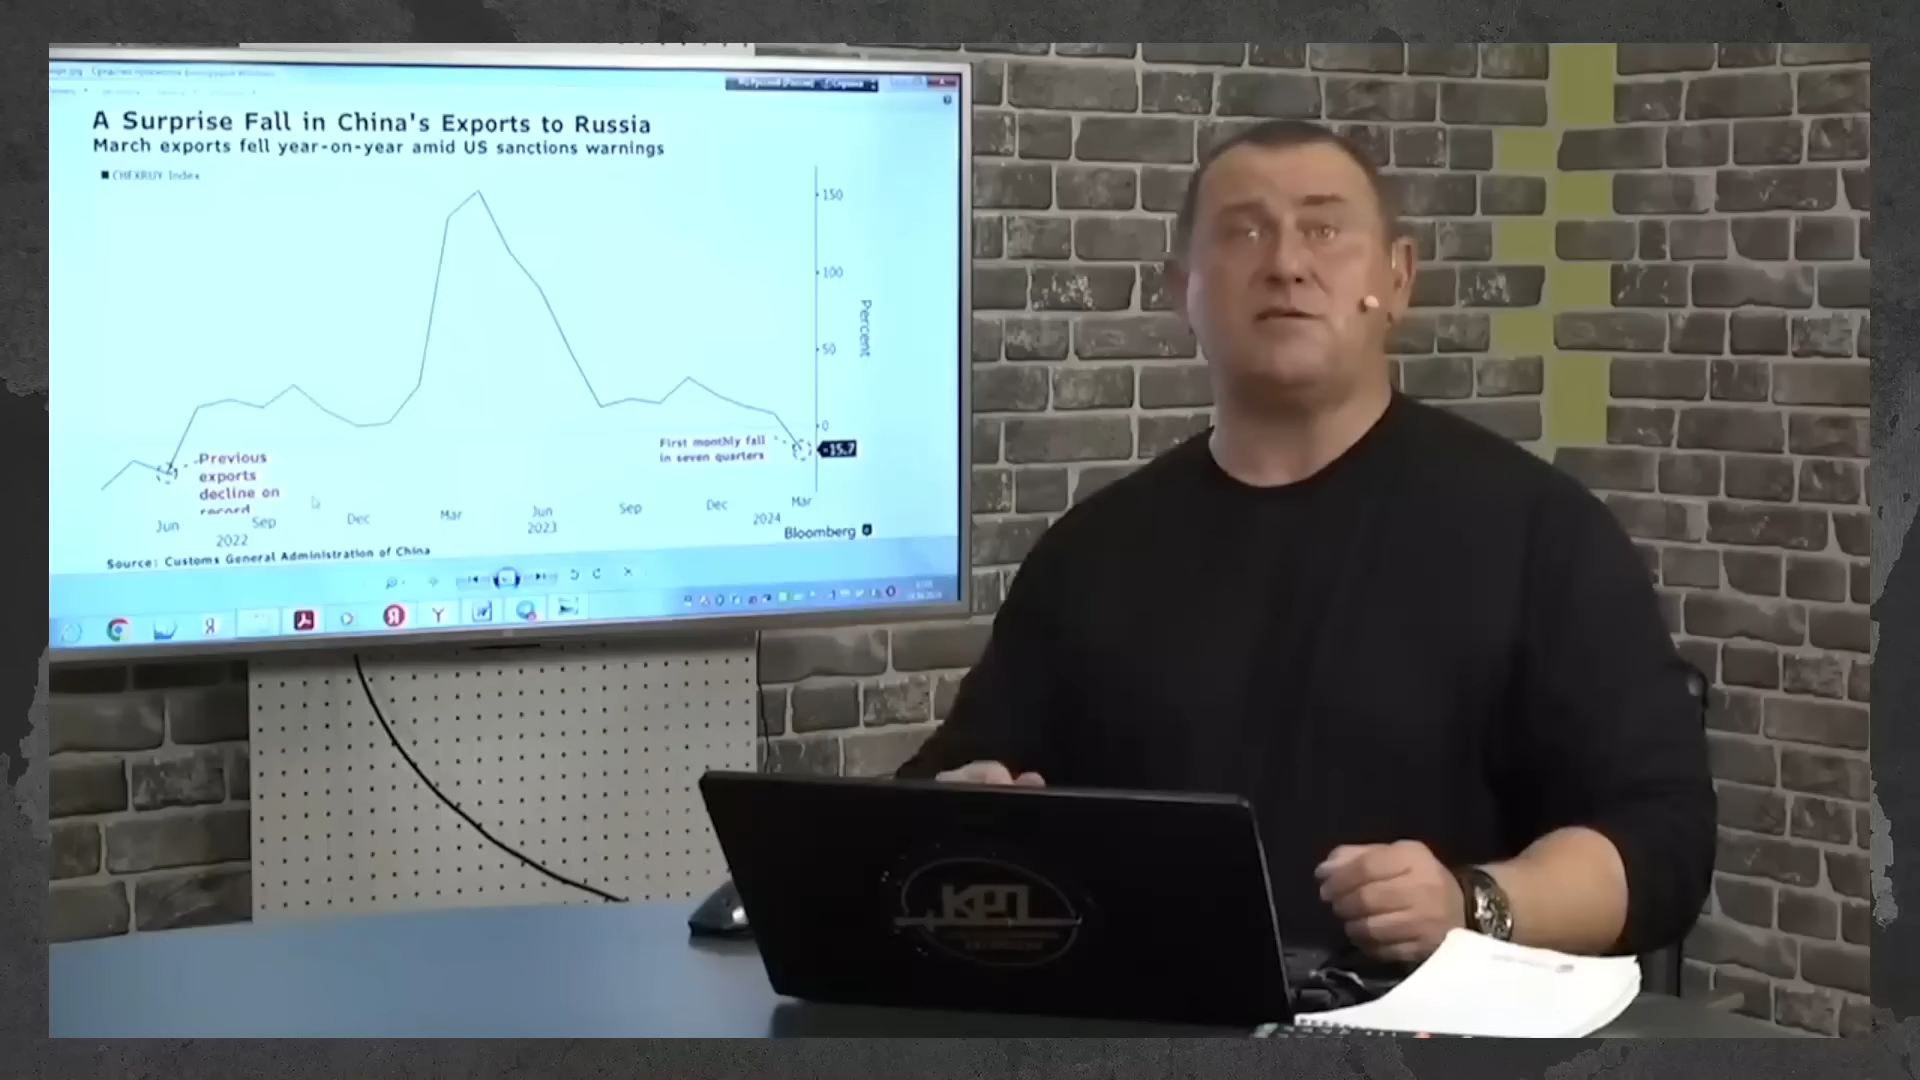 A Surprise Fall in China's Exports to Russia
March exports fell year-on-year amid US sanctions warnings
CHEXRUY Index
150
100
50
0
Percent
-15.7
First monthly fall
in seven quarters
Previous
exports
decline on
record
Jun
Sep
Dec
Mar
Jun
Sep
Dec
Mar
2022
2023
2024
Bloomberg
Source: Customs General Administration of China
КРП